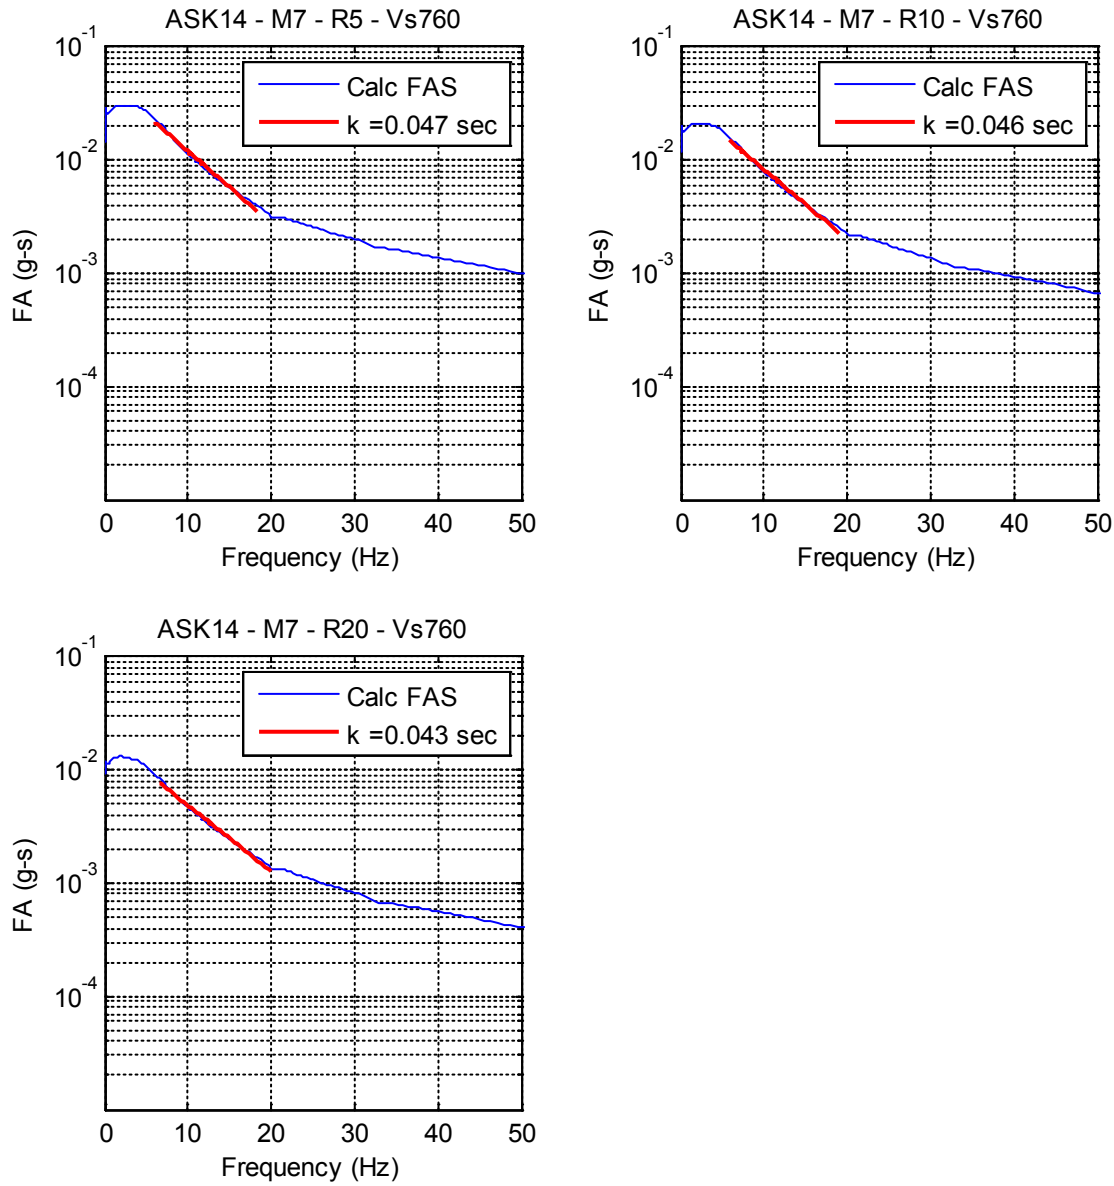 ASK14 - M7 - R5 - Vs760
10-1
10-2
10-3
10-4
FA (g-s)
Calc FAS
k =0.047 sec
0 10 20 30 40 50
Frequency (Hz)
ASK14 - M7 - R10 - Vs760
10-1
10-2
10-3
10-4
FA (g-s)
Calc FAS
k =0.046 sec
0 10 20 30 40 50
Frequency (Hz)
ASK14 - M7 - R20 - Vs760
10-1
10-2
10-3
10-4
FA (g-s)
Calc FAS
k =0.043 sec
0 10 20 30 40 50
Frequency (Hz)